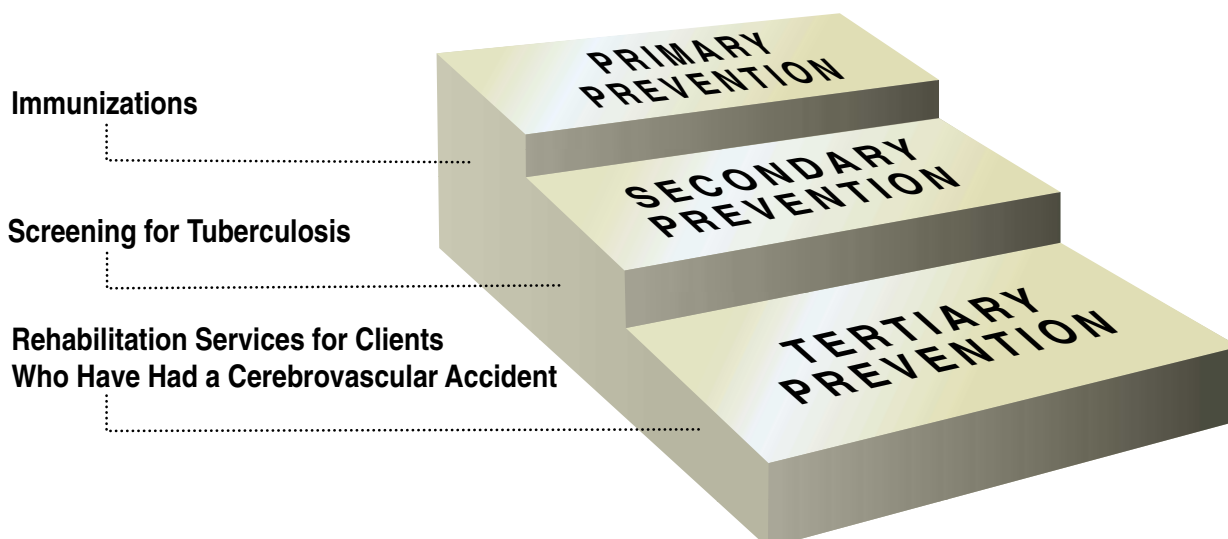 PRIMARY
PREVENTION
Immunizations
SECONDARY
PREVENTION
Screening for Tuberculosis
TERTIARY
PREVENTION
Rehabilitation Services for Clients
Who Have Had a Cerebrovascular Accident